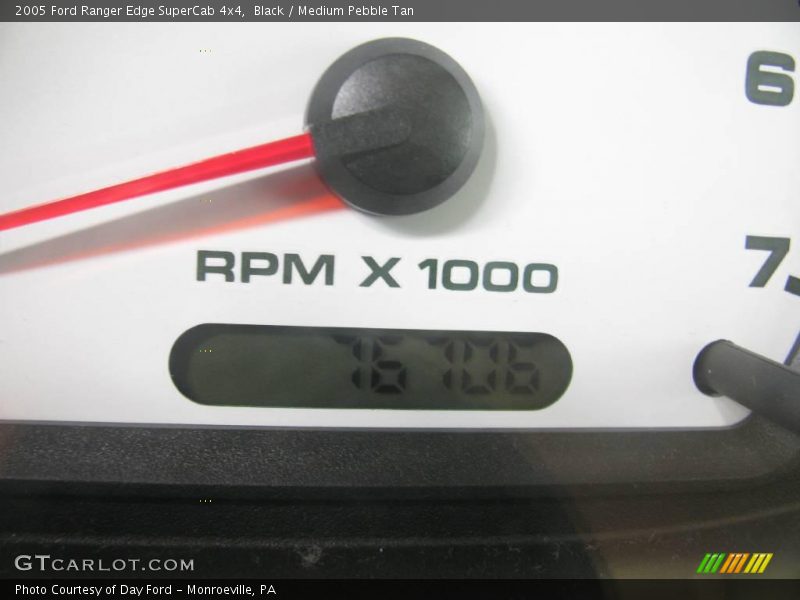 2005 Ford Ranger Edge SuperCab 4x4, Black / Medium Pebble Tan
6
RPM X 1000
7
76706
GTCARLOT.COM
Photo Courtesy of Day Ford – Monroeville, PA